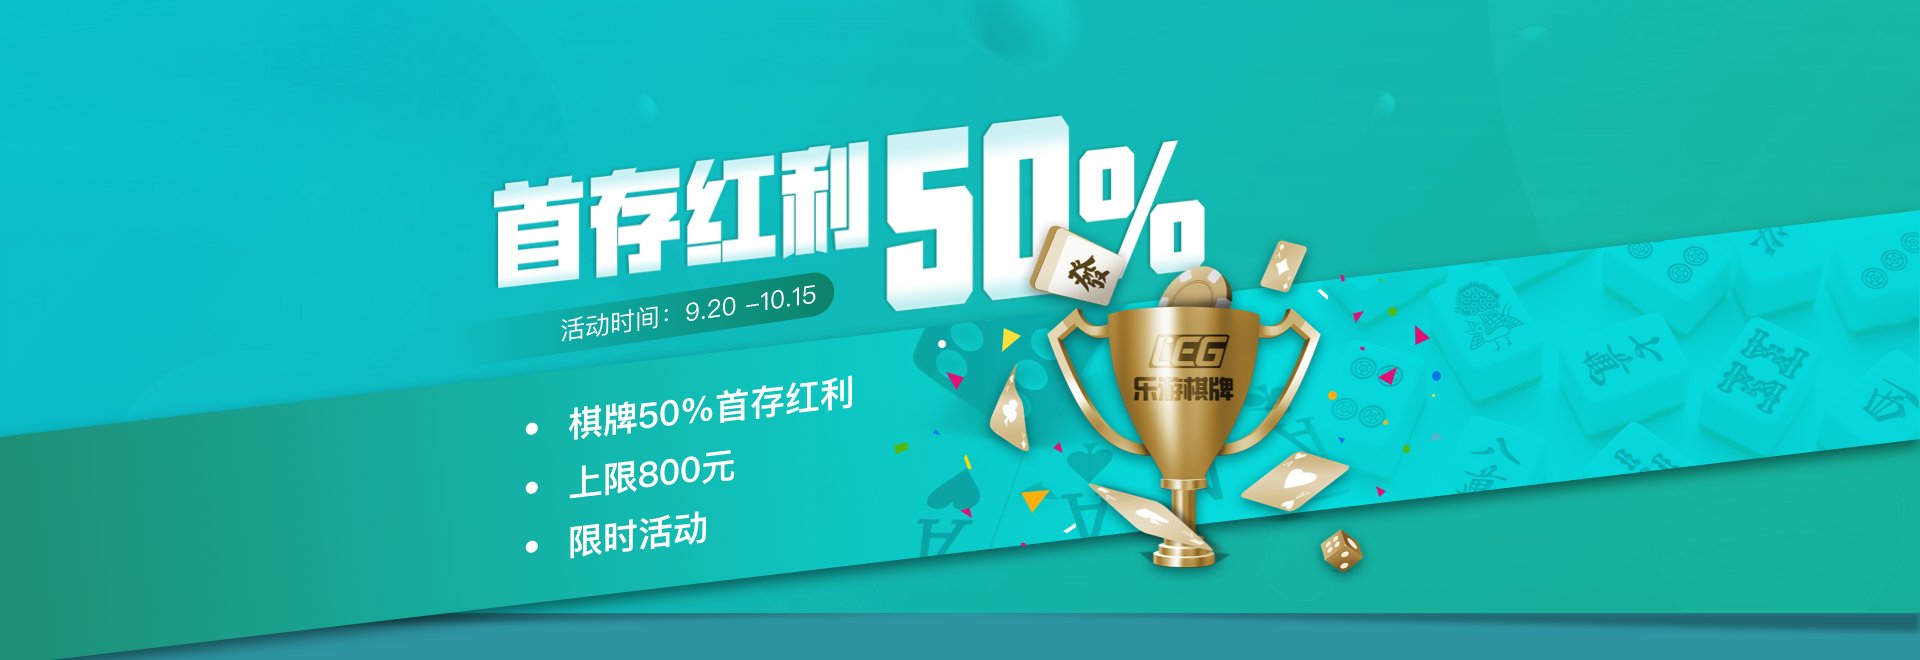 首存红利50%
活动时间：9.20 –10.15
發
LEG
乐游棋牌
• 棋牌50%首存红利
• 上限800元
• 限时活动
A
A